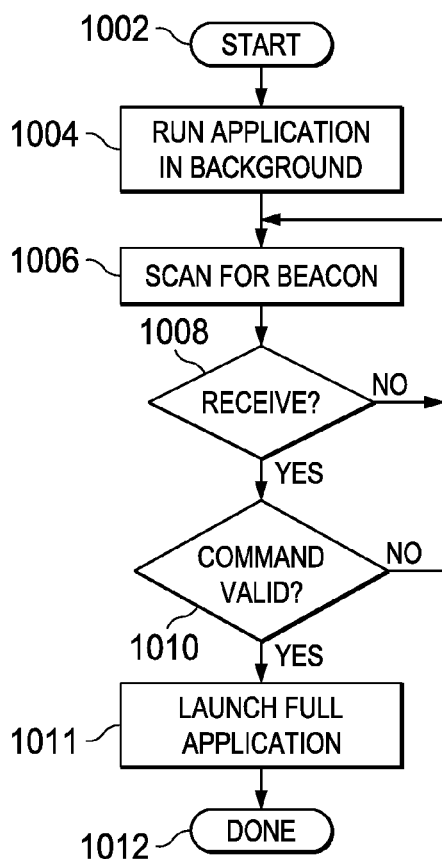 1002
START
1004
RUN APPLICATION
IN BACKGROUND
1006
SCAN FOR BEACON
1008
RECEIVE?
NO
YES
COMMAND
VALID?
NO
1010
YES
1011
LAUNCH FULL
APPLICATION
1012
DONE